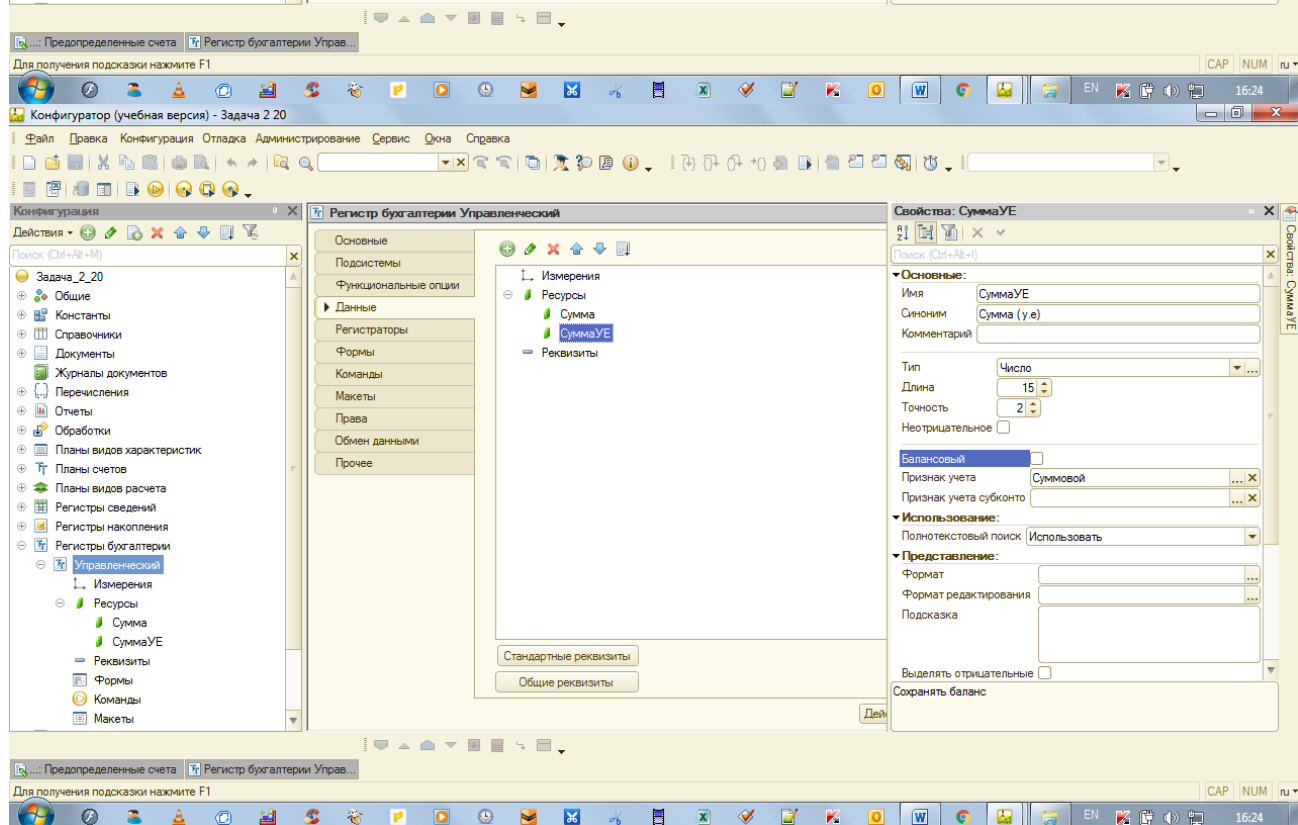 ...: Предопределенные счета Регистр бухгалтерии Управ...
Для получения подсказки нажмите F1 CAP NUM ru
EN 16:24
Конфигуратор (учебная версия) - Задача 2 20
Файл Правка Конфигурация Отладка Администрирование Сервис Окна Справка
Конфигурация
Действия
Поиск (Ctrl+Alt+M)
Задача_2_20
Общие
Константы
Справочники
Документы
Журналы документов
Перечисления
Отчеты
Обработки
Планы видов характеристик
Планы счетов
Планы видов расчета
Регистры сведений
Регистры накопления
Регистры бухгалтерии
Управленческий
Измерения
Ресурсы
Сумма
СуммаУЕ
Реквизиты
Формы
Команды
Макеты
Регистр бухгалтерии Управленческий
Основные
Подсистемы
Функциональные опции
Данные
Регистраторы
Формы
Команды
Макеты
Права
Обмен данными
Прочее
Измерения
Ресурсы
Сумма
СуммаУЕ
Реквизиты
Стандартные реквизиты
Общие реквизиты
Дей
Свойства: СуммаУЕ
Поиск (Ctrl+Alt+I)
Основные:
Имя СуммаУЕ
Синоним Сумма (у.е)
Комментарий
Тип Число
Длина 15
Точность 2
Неотрицательное
Балансовый
Признак учета Суммовой
Признак учета субконто
Использование:
Полнотекстовый поиск Использовать
Представление:
Формат
Формат редактирования
Подсказка
Выделять отрицательные
Сохранять баланс
Свойства: СуммаУЕ
...: Предопределенные счета Регистр бухгалтерии Управ...
Для получения подсказки нажмите F1 CAP NUM ru
EN 16:24